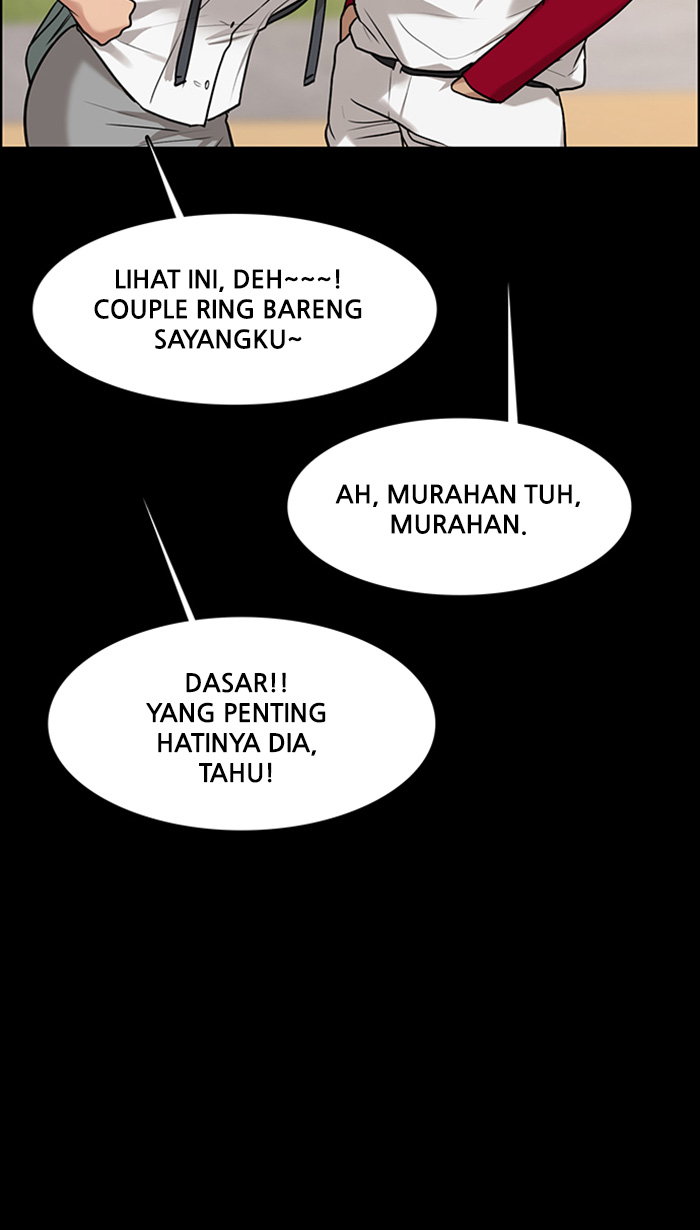 LIHAT INI, DEH~~~!
COUPLE RING BARENG
SAYANGKU~
AH, MURAHAN TUH,
MURAHAN.
DASAR!!
YANG PENTING
HATINYA DIA,
TAHU!